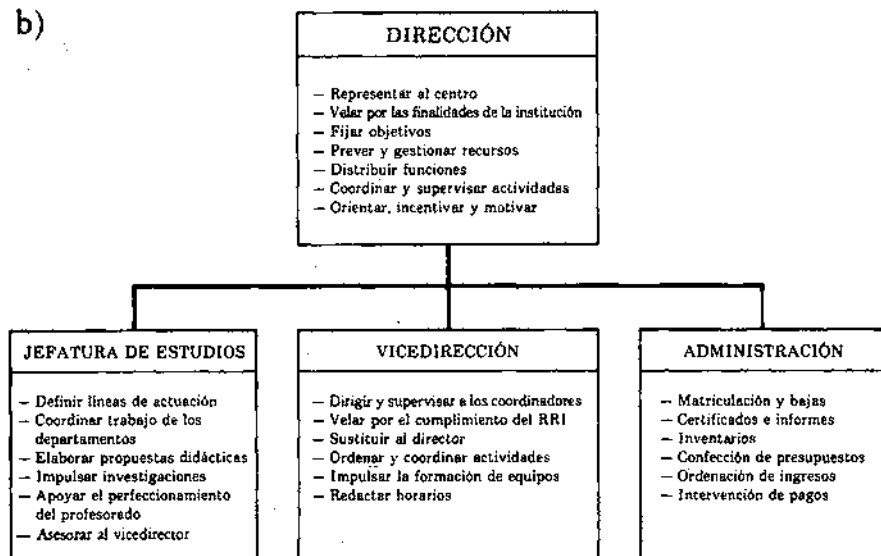 b)
DIRECCIÓN
— Representar al centro
— Velar por las finalidades de la institución
— Fijar objetivos
— Prever y gestionar recursos
— Distribuir funciones
— Coordinar y supervisar actividades
— Orientar, incentivar y motivar
JEFATURA DE ESTUDIOS
— Definir líneas de actuación
— Coordinar trabajo de los
departamentos
— Elaborar propuestas didácticas
— Impulsar investigaciones
— Apoyar el perfeccionamiento
del profesorado
— Asesorar al vicedirector
VICEDIRECCIÓN
— Dirigir y supervisar a los coordinadores
— Velar por el cumplimiento del RRI
— Sustituir al director
— Ordenar y coordinar actividades
— Impulsar la formación de equipos
— Redactar horarios
ADMINISTRACIÓN
— Matriculación y bajas
— Certificados e informes
— Inventarios
— Confección de presupuestos
— Ordenación de ingresos
— Intervención de pagos